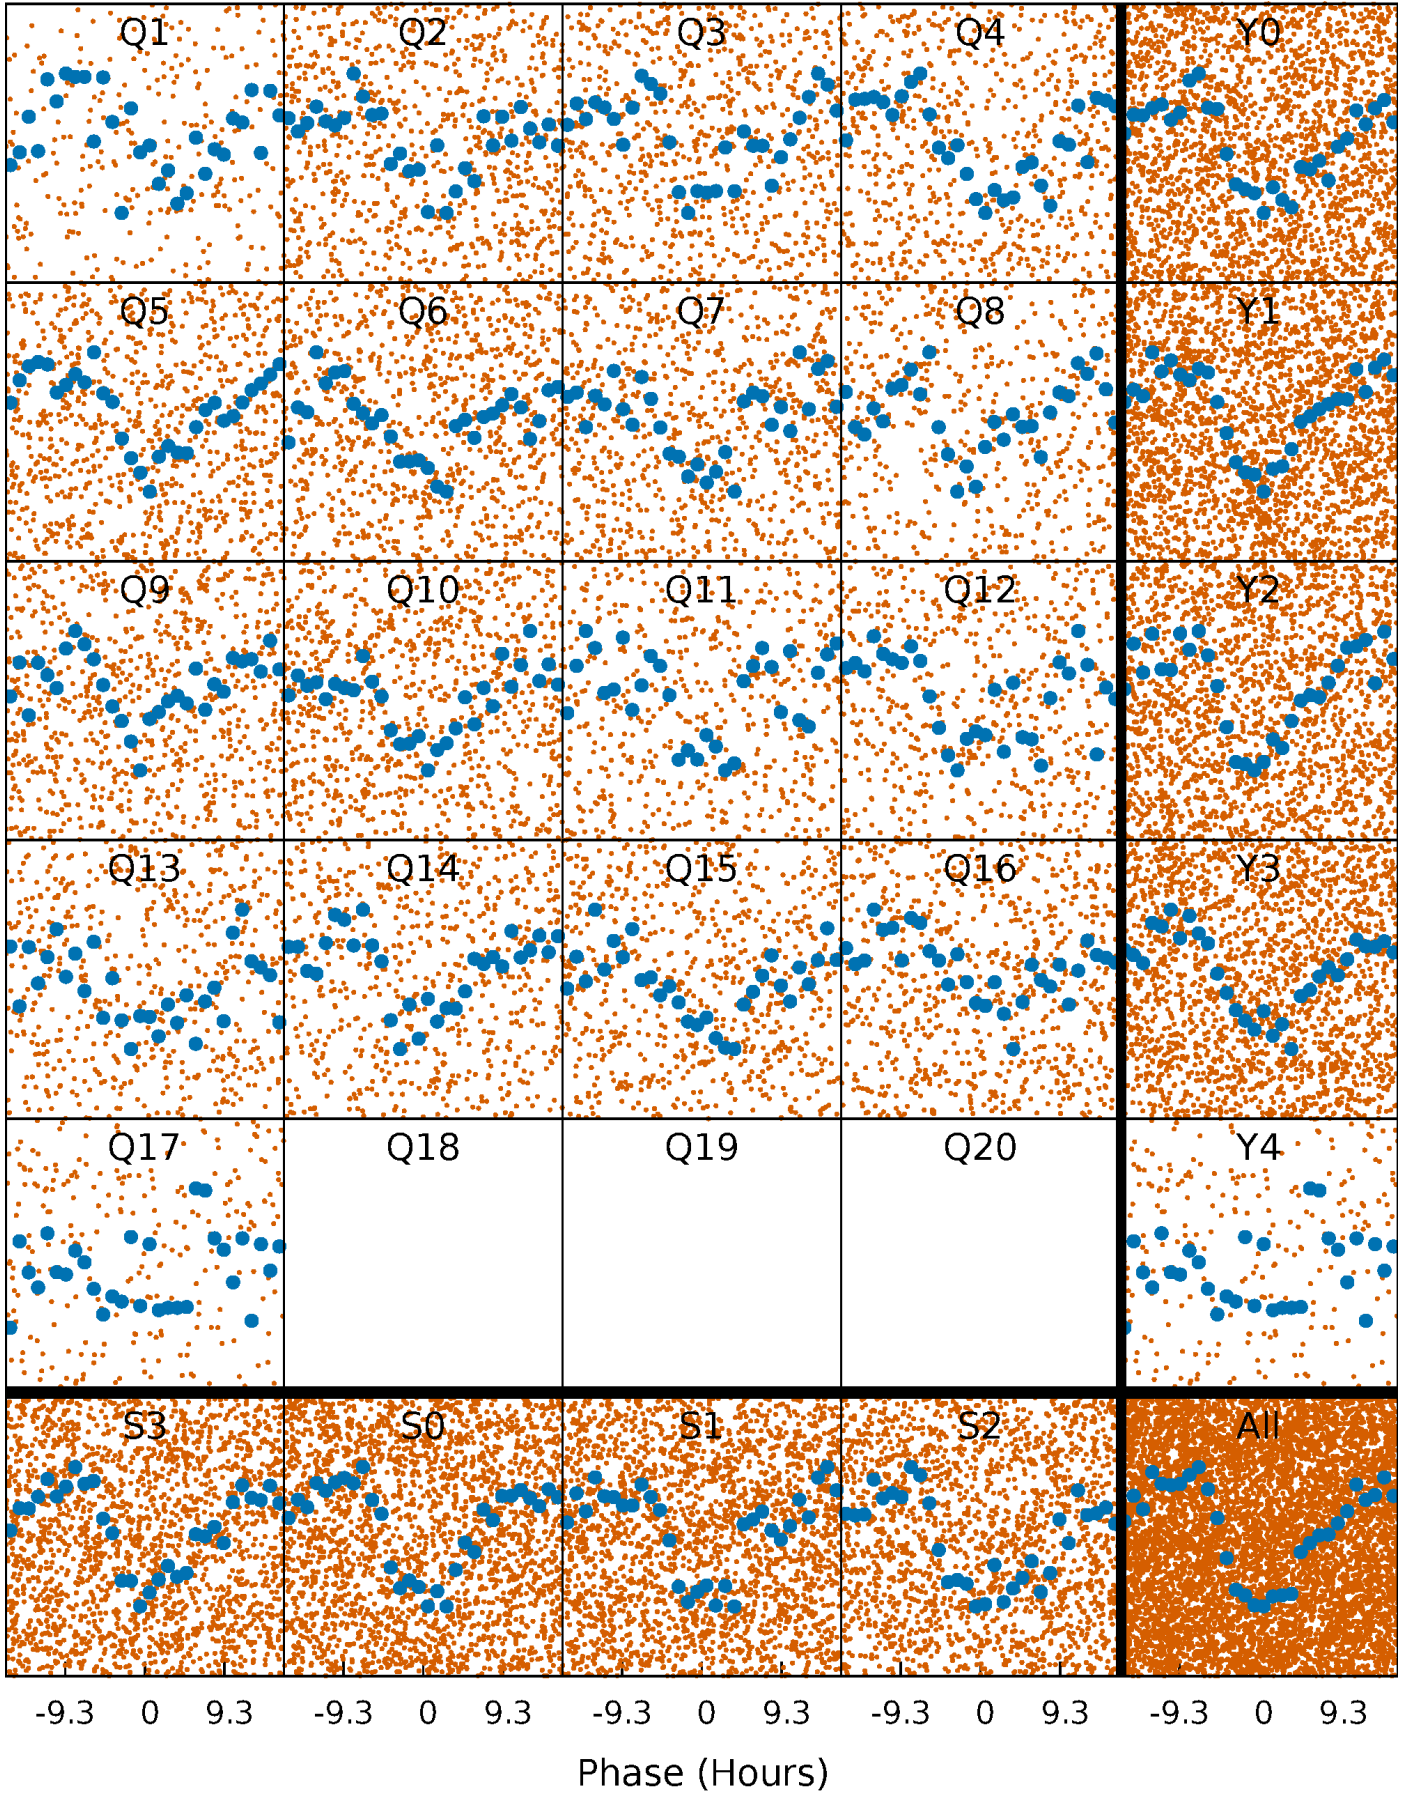 Q1 Q2 Q3 Q4 Y0
Q5 Q6 Q7 Q8 Y1
Q9 Q10 Q11 Q12 Y2
Q13 Q14 Q15 Q16 Y3
Q17 Q18 Q19 Q20 Y4
S3 S0 S1 S2 All
-9.3 0 9.3 -9.3 0 9.3 -9.3 0 9.3 -9.3 0 9.3 -9.3 0 9.3
Phase (Hours)